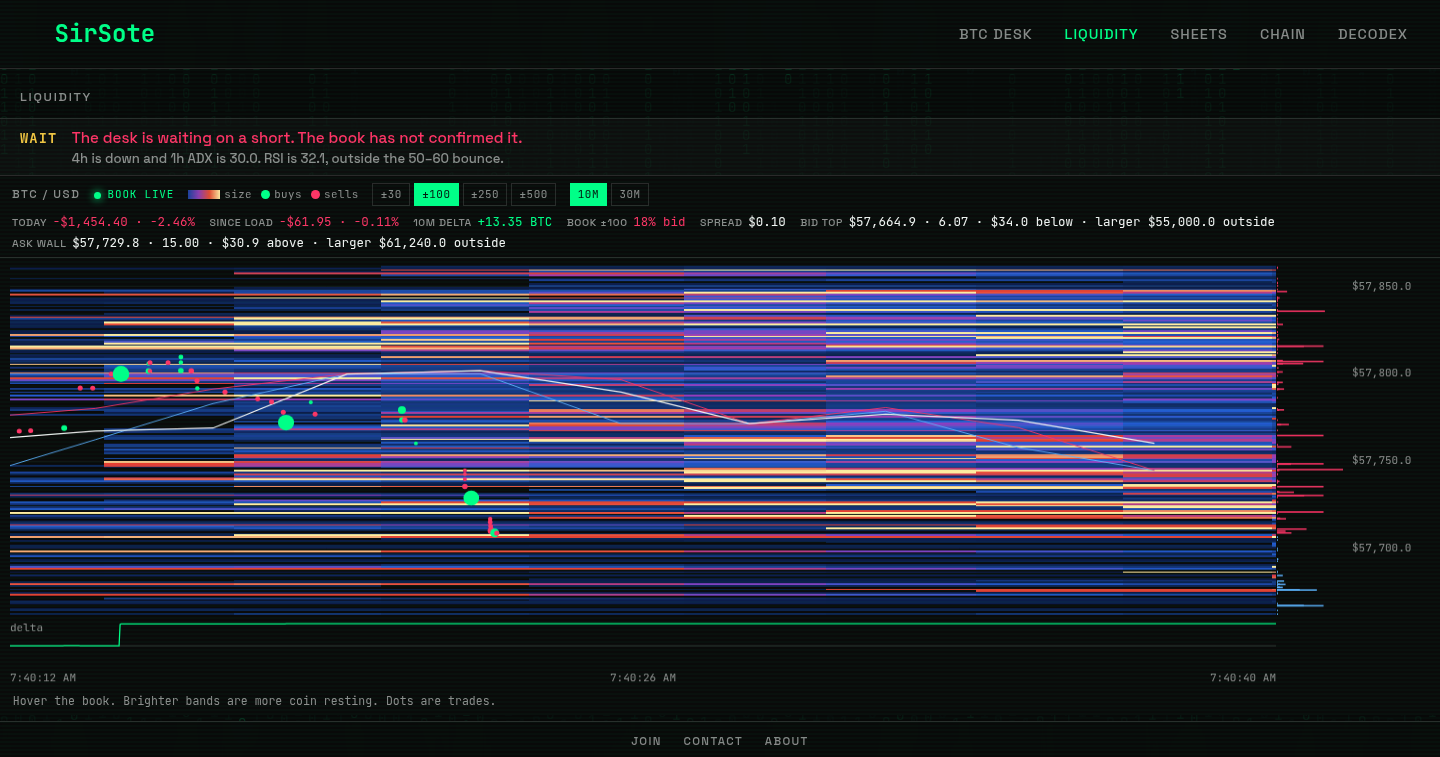 SirSote
BTC DESK LIQUIDITY SHEETS CHAIN DECODEX
LIQUIDITY
WAIT The desk is waiting on a short. The book has not confirmed it.
4h is down and 1h ADX is 30.0. RSI is 32.1, outside the 50–60 bounce.
BTC / USD BOOK LIVE size buys sells ±30 ±100 ±250 ±500 10M 30M
TODAY -$1,454.40 · -2.46% SINCE LOAD -$61.95 · -0.11% 10M DELTA +13.35 BTC BOOK ±100 18% bid SPREAD $0.10 BID TOP $57,664.9 · 6.07 · $34.0 below · larger $55,000.0 outside
ASK WALL $57,729.8 · 15.00 · $30.9 above · larger $61,240.0 outside
$57,850.0
$57,800.0
$57,750.0
$57,700.0
delta
7:40:12 AM 7:40:26 AM 7:40:40 AM
Hover the book. Brighter bands are more coin resting. Dots are trades.
JOIN CONTACT ABOUT